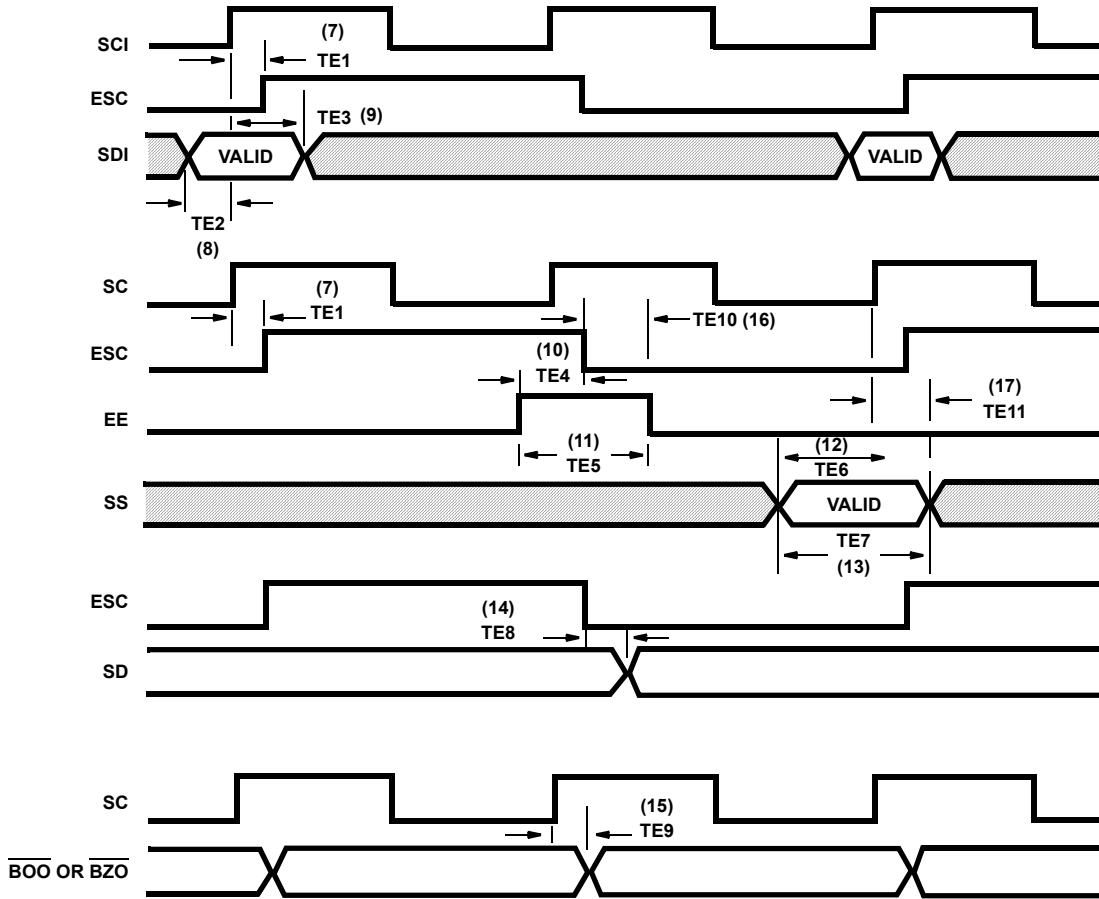 SCI
(7)
TE1
ESC
TE3 (9)
SDI
VALID
VALID
TE2
(8)
SC
(7)
TE1
TE10 (16)
ESC
(10)
TE4
(17)
TE11
EE
(11)
TE5
(12)
TE6
SS
VALID
TE7
(13)
ESC
(14)
TE8
SD
SC
(15)
TE9
BOO OR BZO